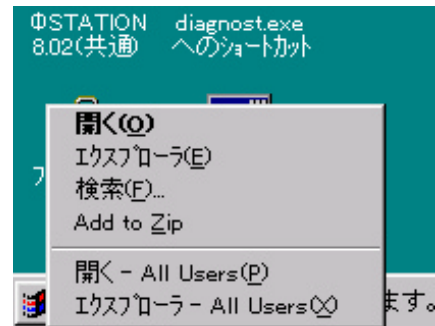 ΦSTATION
8.02(共通)
diagnost.exe
へのショートカット
開く(O)
エクスプローラ(E)
検索(F)...
Add to Zip
開く - All Users(P)
エクスプローラ - All Users(X)
フ
ます。